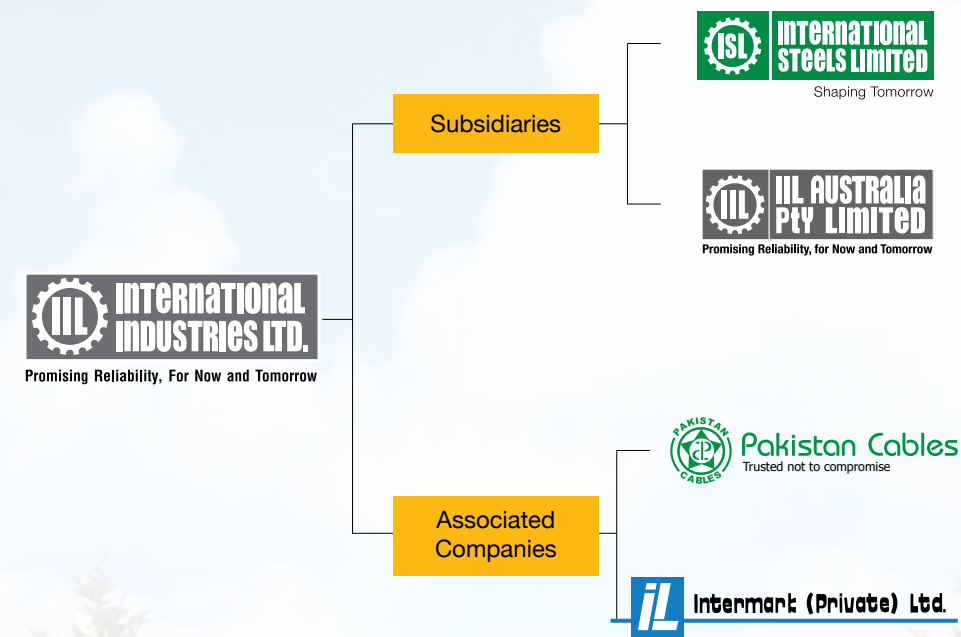 ISL
INTERNATIONAL
STEELS LIMITED
Shaping Tomorrow
Subsidiaries
IIL
IIL AUSTRALIA
PtY LIMITED
Promising Reliability, for Now and Tomorrow
IIL
INTERNATIONAL
INDUSTRIES LTD.
Promising Reliability, For Now and Tomorrow
PAKISTAN
CABLES
Pakistan Cables
Trusted not to compromise
Associated
Companies
iL
Intermark (Private) Ltd.